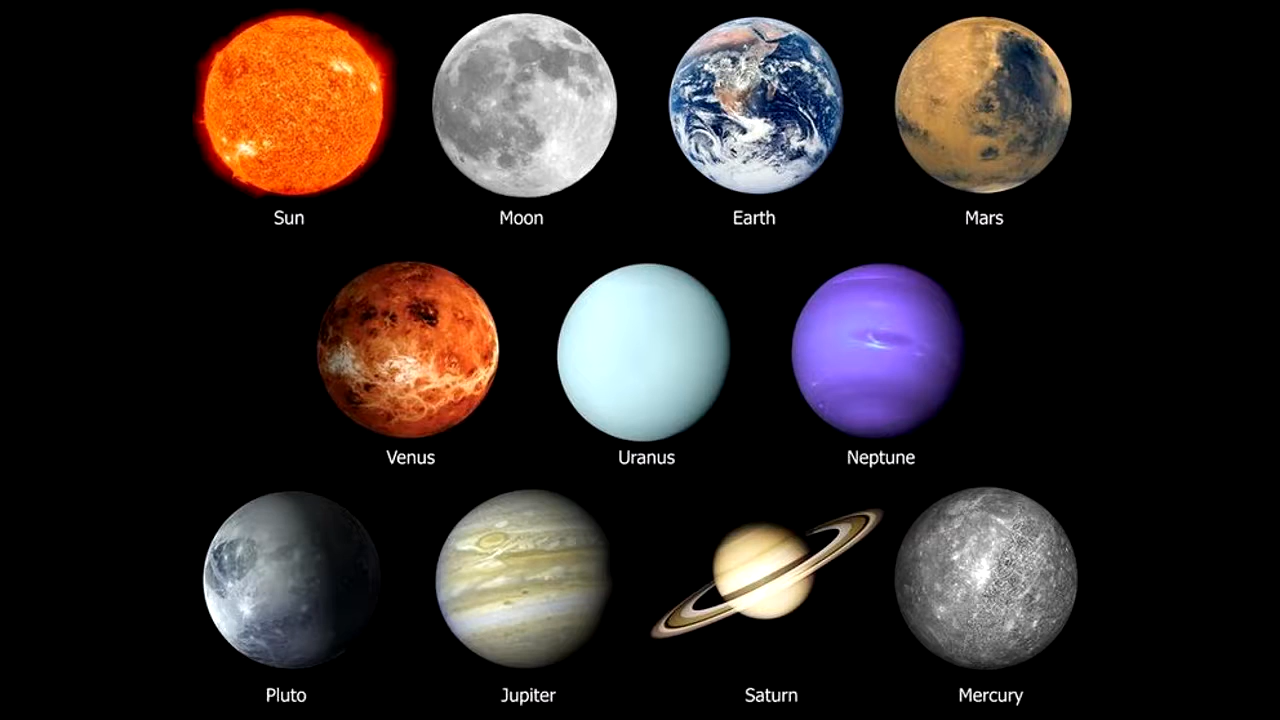 Sun
Moon
Earth
Mars
Venus
Uranus
Neptune
Pluto
Jupiter
Saturn
Mercury